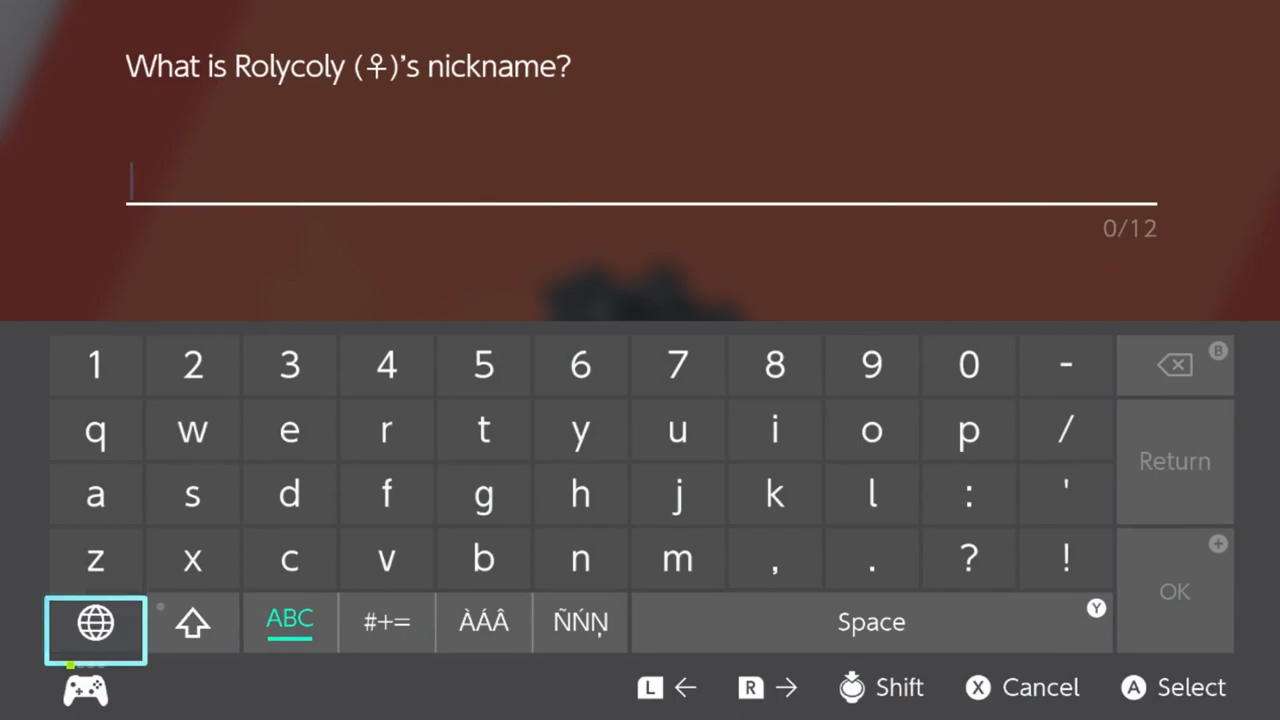 What is Rolycoly (♀)'s nickname?
0/12
1 2 3 4 5 6 7 8 9 0 -
q w e r t y u i o p / Return
a s d f g h j k l : '
z x c v b n m , . ? ! OK
ABC #+= ÀÁÂ ÑŃŅ Space Y
L ← R → Shift X Cancel A Select